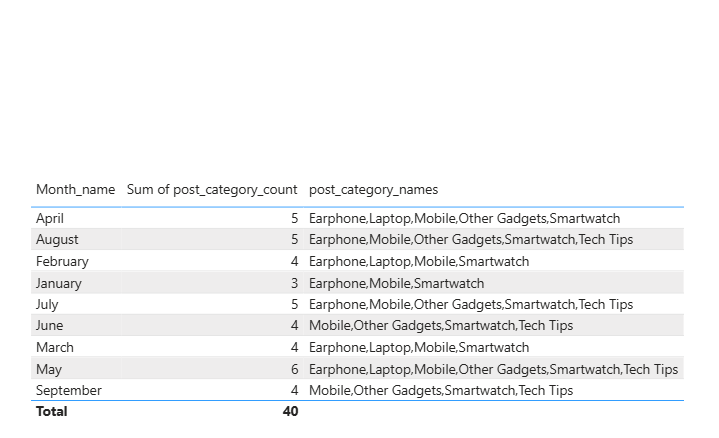 Month_name Sum of post_category_count post_category_names
April 5 Earphone,Laptop,Mobile,Other Gadgets,Smartwatch
August 5 Earphone,Mobile,Other Gadgets,Smartwatch,Tech Tips
February 4 Earphone,Laptop,Mobile,Smartwatch
January 3 Earphone,Mobile,Smartwatch
July 5 Earphone,Mobile,Other Gadgets,Smartwatch,Tech Tips
June 4 Mobile,Other Gadgets,Smartwatch,Tech Tips
March 4 Earphone,Laptop,Mobile,Smartwatch
May 6 Earphone,Laptop,Mobile,Other Gadgets,Smartwatch,Tech Tips
September 4 Mobile,Other Gadgets,Smartwatch,Tech Tips
Total 40